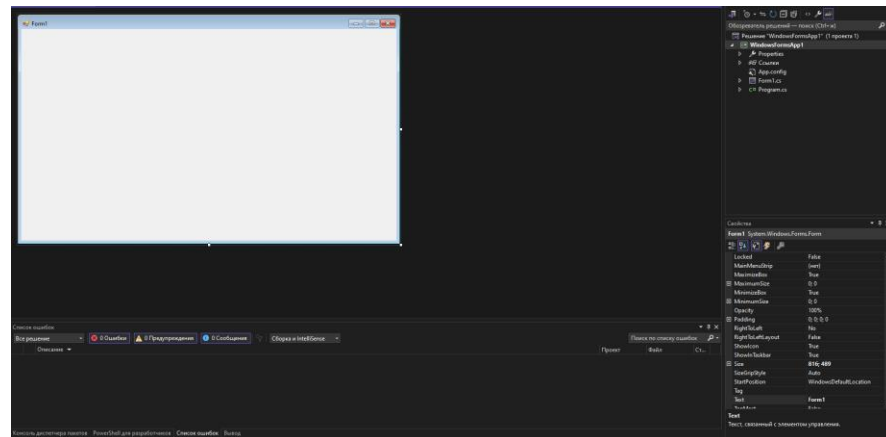 Form1
Обозреватель решений — поиск (Ctrl+ж)
Решение "WindowsFormsApp1" (1 проекта 1)
WindowsFormsApp1
Properties
Ссылки
App.config
Form1.cs
C# Program.cs
Свойства
Form1 System.Windows.Forms.Form
Locked False
MainMenuStrip (нет)
MaximizeBox True
MaximumSize 0; 0
MinimizeBox True
MinimumSize 0; 0
Opacity 100%
Padding 0; 0; 0; 0
RightToLeft No
RightToLeftLayout False
ShowIcon True
ShowInTaskbar True
Size 816; 489
SizeGripStyle Auto
StartPosition WindowsDefaultLocation
Tag
Text Form1
Text
Текст, связанный с элементом управления.
Список ошибок
Все решение
0 Ошибки
0 Предупреждения
0 Сообщения
Сборка и IntelliSense
Поиск по списку ошибок
Описание Проект Файл Ст...
Консоль диспетчера пакетов PowerShell для разработчиков Список ошибок Вывод